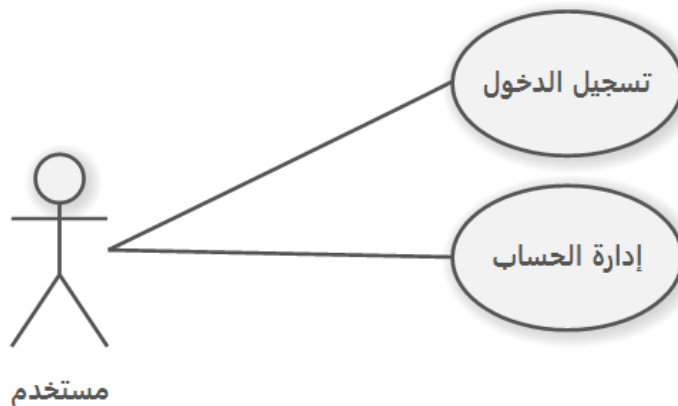 تسجيل الدخول
إدارة الحساب
مستخدم